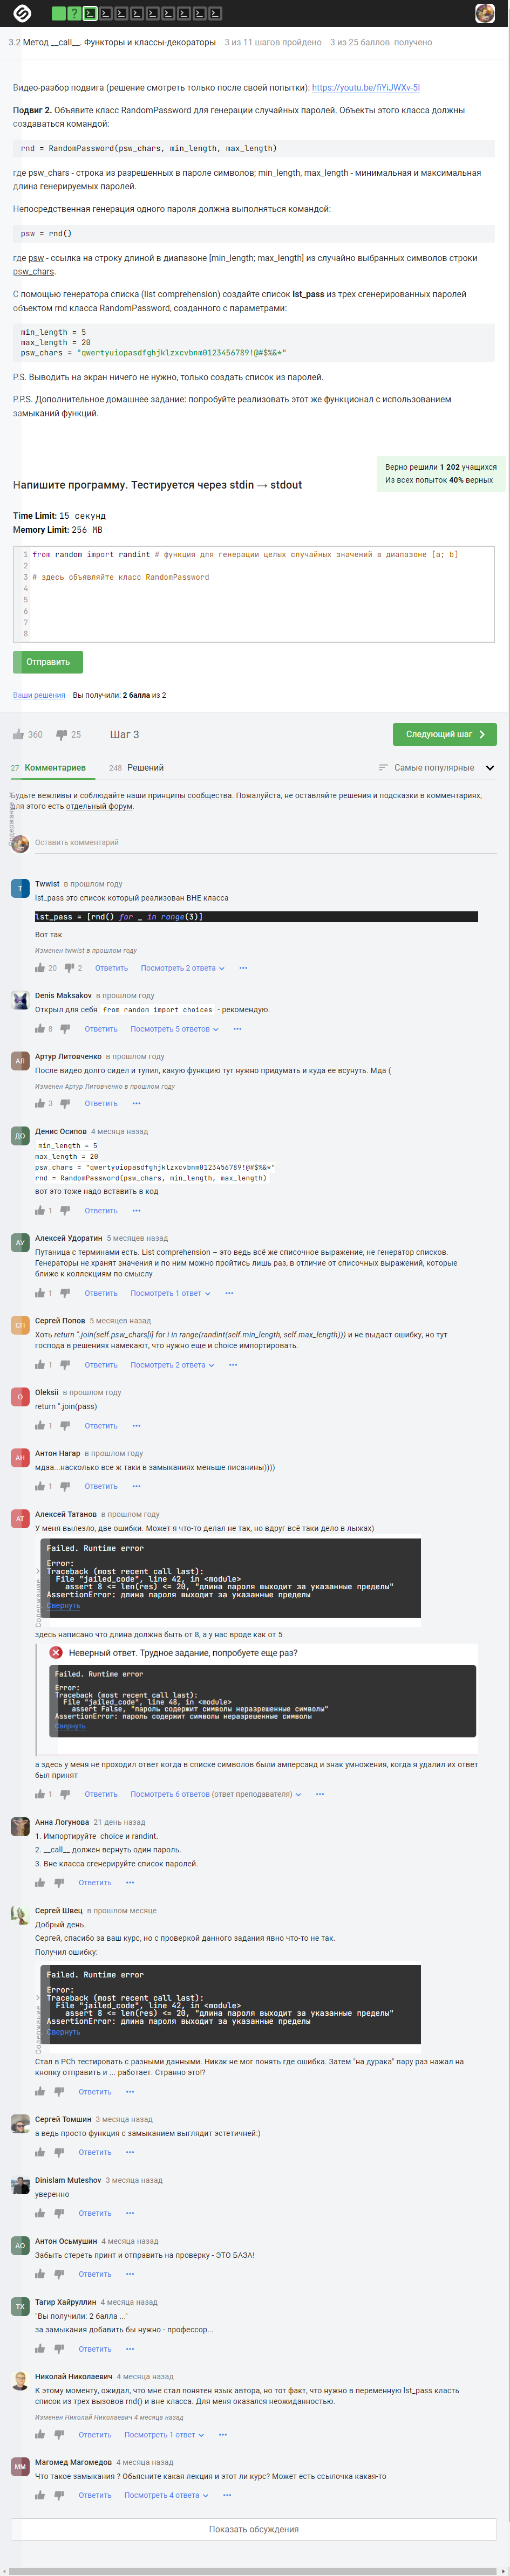 3.2 Метод __call__. Функторы и классы-декораторы 3 из 11 шагов пройдено 3 из 25 баллов получено
Видео-разбор подвига (решение смотреть только после своей попытки): https://youtu.be/fiYiJWXv-5I
Подвиг 2. Объявите класс RandomPassword для генерации случайных паролей. Объекты этого класса должны
создаваться командой:
rnd = RandomPassword(psw_chars, min_length, max_length)
где psw_chars - строка из разрешенных в пароле символов; min_length, max_length - минимальная и максимальная
длина генерируемых паролей.
Непосредственная генерация одного пароля должна выполняться командой:
psw = rnd()
где psw - ссылка на строку длиной в диапазоне [min_length; max_length] из случайно выбранных символов строки
psw_chars.
С помощью генератора списка (list comprehension) создайте список lst_pass из трех сгенерированных паролей
объектом rnd класса RandomPassword, созданного с параметрами:
min_length = 5
max_length = 20
psw_chars = "qwertyuiopasdfghjklzxcvbnm0123456789!@#$%&*"
P.S. Выводить на экран ничего не нужно, только создать список из паролей.
P.P.S. Дополнительное домашнее задание: попробуйте реализовать этот же функционал с использованием
замыканий функций.
Верно решили 1 202 учащихся
Из всех попыток 40% верных
Напишите программу. Тестируется через stdin → stdout
Time Limit: 15 секунд
Memory Limit: 256 MB
1 from random import randint # функция для генерации целых случайных значений в диапазоне [a; b]
2
3 # здесь объявляйте класс RandomPassword
4
5
6
7
8
Отправить
Ваши решения Вы получили: 2 балла из 2
360 25 Шаг 3 Следующий шаг
27 Комментариев 248 Решений Самые популярные
Будьте вежливы и соблюдайте наши принципы сообщества. Пожалуйста, не оставляйте решения и подсказки в комментариях,
для этого есть отдельный форум.
Содержание
Оставить комментарий
Т
Twwist в прошлом году
lst_pass это список который реализован ВНЕ класса
lst_pass = [rnd() for _ in range(3)]
Вот так
Изменен twwist в прошлом году
20 2 Ответить Посмотреть 2 ответа
Denis Maksakov в прошлом году
Открыл для себя from random import choices - рекомендую.
8 Ответить Посмотреть 5 ответов
АЛ
Артур Литовченко в прошлом году
После видео долго сидел и тупил, какую функцию тут нужно придумать и куда ее всунуть. Мда (
Изменен Артур Литовченко в прошлом году
3 Ответить
ДО
Денис Осипов 4 месяца назад
min_length = 5
max_length = 20
psw_chars = "qwertyuiopasdfghjklzxcvbnm0123456789!@#$%&*"
rnd = RandomPassword(psw_chars, min_length, max_length)
вот это тоже надо вставить в код
1 Ответить
АУ
Алексей Удоратин 5 месяцев назад
Путаница с терминами есть. List comprehension – это ведь всё же списочное выражение, не генератор списков.
Генераторы не хранят значения и по ним можно пройтись лишь раз, в отличие от списочных выражений, которые
ближе к коллекциям по смыслу
1 Ответить Посмотреть 1 ответ
СП
Сергей Попов 5 месяцев назад
Хоть return ''.join(self.psw_chars[i] for i in range(randint(self.min_length, self.max_length))) и не выдаст ошибку, но тут
господа в решениях намекают, что нужно еще и choice импортировать.
1 Ответить Посмотреть 2 ответа
O
Oleksii в прошлом году
return ''.join(pass)
1 Ответить
АН
Антон Нагар в прошлом году
мдаа...насколько все ж таки в замыканиях меньше писанины))))
1 Ответить
АТ
Алексей Татанов в прошлом году
У меня вылезло, две ошибки. Может я что-то делал не так, но вдруг всё таки дело в лыжах)
Failed. Runtime error
Error:
Traceback (most recent call last):
File "jailed_code", line 42, in <module>
assert 8 <= len(res) <= 20, "длина пароля выходит за указанные пределы"
AssertionError: длина пароля выходит за указанные пределы
Свернуть
Содержание
здесь написано что длина должна быть от 8, а у нас вроде как от 5
Неверный ответ. Трудное задание, попробуете еще раз?
Failed. Runtime error
Error:
Traceback (most recent call last):
File "jailed_code", line 48, in <module>
assert False, "пароль содержит символы неразрешенные символы"
AssertionError: пароль содержит символы неразрешенные символы
Свернуть
а здесь у меня не проходил ответ когда в списке символов были амперсанд и знак умножения, когда я удалил их ответ
был принят
1 Ответить Посмотреть 6 ответов (ответ преподавателя)
Анна Логунова 21 день назад
1. Импортируйте choice и randint.
2. __call__ должен вернуть один пароль.
3. Вне класса сгенерируйте список паролей.
Ответить
Сергей Швец в прошлом месяце
Добрый день.
Сергей, спасибо за ваш курс, но с проверкой данного задания явно что-то не так.
Получил ошибку:
Failed. Runtime error
Error:
Traceback (most recent call last):
File "jailed_code", line 42, in <module>
assert 8 <= len(res) <= 20, "длина пароля выходит за указанные пределы"
AssertionError: длина пароля выходит за указанные пределы
Свернуть
Содержание
Стал в PCh тестировать с разными данными. Никак не мог понять где ошибка. Затем "на дурака" пару раз нажал на
кнопку отправить и ... работает. Странно это!?
Ответить
Сергей Томшин 3 месяца назад
а ведь просто функция с замыканием выглядит эстетичней:)
Ответить
Dinislam Muteshov 3 месяца назад
уверенно
Ответить
АО
Антон Осьмушин 4 месяца назад
Забыть стереть принт и отправить на проверку - ЭТО БАЗА!
Ответить
ТХ
Тагир Хайруллин 4 месяца назад
"Вы получили: 2 балла ..."
за замыкания добавить бы нужно - профессор...
Ответить
Николай Николаевич 4 месяца назад
К этому моменту, ожидал, что мне стал понятен язык автора, но тот факт, что нужно в переменную lst_pass класть
список из трех вызовов rnd() и вне класса. Для меня оказался неожиданностью.
Изменен Николай Николаевич 4 месяца назад
Ответить Посмотреть 1 ответ
ММ
Магомед Магомедов 4 месяца назад
Что такое замыкания ? Обьясните какая лекция и этот ли курс? Может есть ссылочка какая-то
Ответить Посмотреть 4 ответа
Показать обсуждения